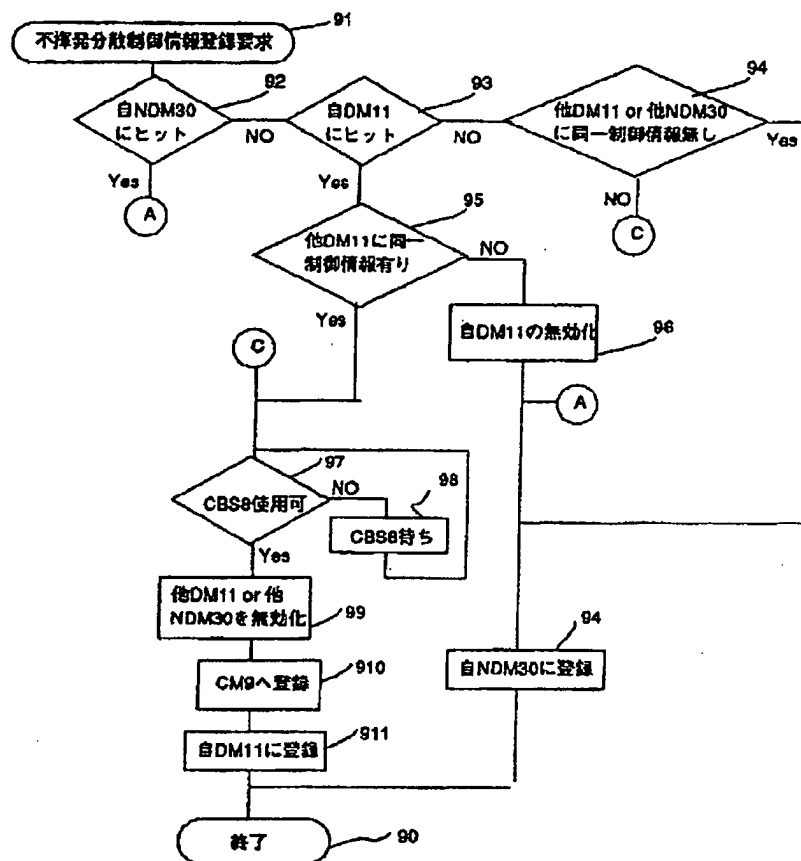 不揮発分散制御情報登録要求
91
92
93
94
自NDM30
にヒット
NO
自DM11
にヒット
NO
他DM11 or 他NDM30
に同一制御情報無し
Yes
Yes
A
Yes
NO
C
95
他DM11に同一
制御情報有り
NO
Yes
自DM11の無効化
96
C
A
97
CBS8使用可
NO
98
CBS8待ち
Yes
他DM11 or 他
NDM30を無効化
99
94
自NDM30に登録
CM9へ登録
910
自DM11に登録
911
終了
90